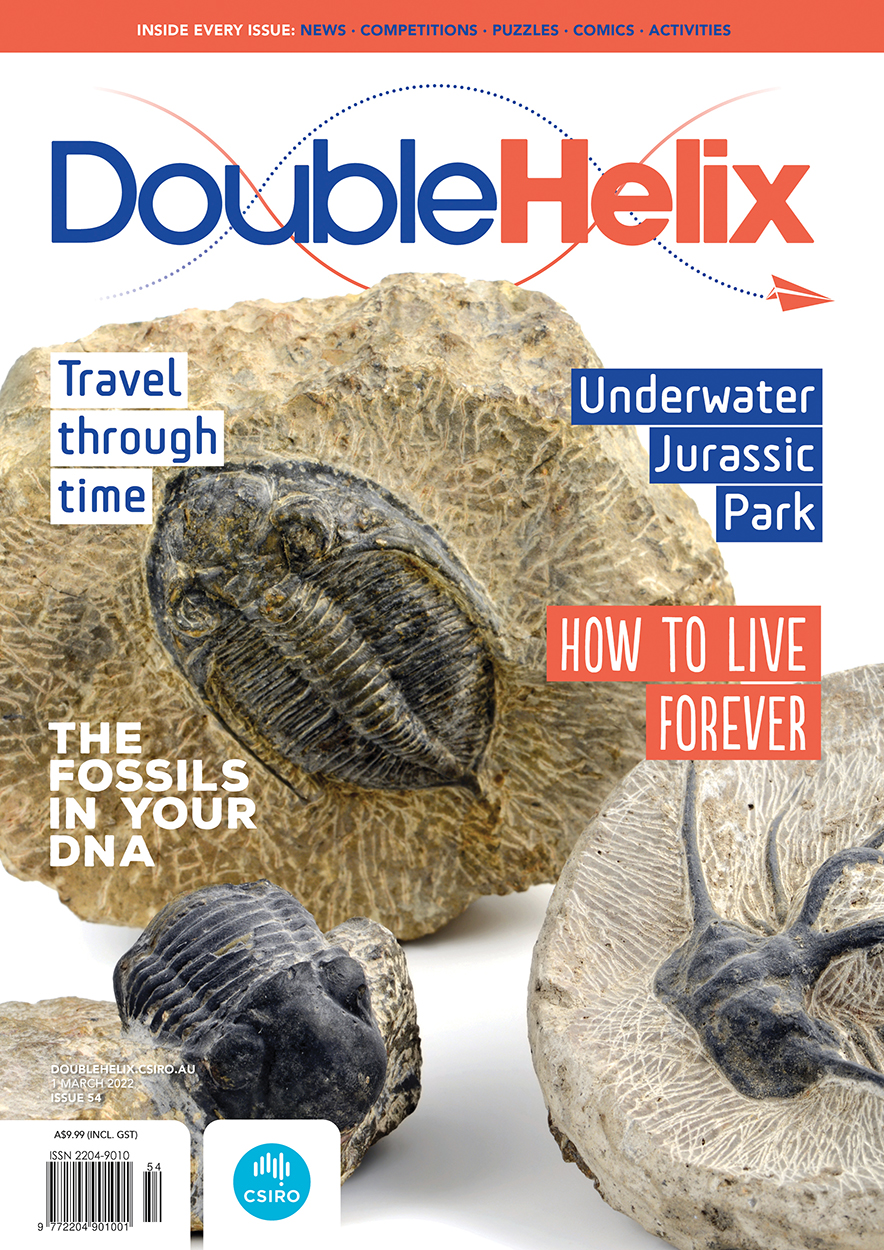 INSIDE EVERY ISSUE: NEWS · COMPETITIONS · PUZZLES · COMICS · ACTIVITIES
DoubleHelix
Travel
through
time
Underwater
Jurassic
Park
HOW TO LIVE
FOREVER
THE
FOSSILS
IN YOUR
DNA
DOUBLEHELIX.CSIRO.AU
1 MARCH 2022
ISSUE 54
A$9.99 (INCL. GST)
ISSN 2204-9010
54
9 772204 901001
CSIRO